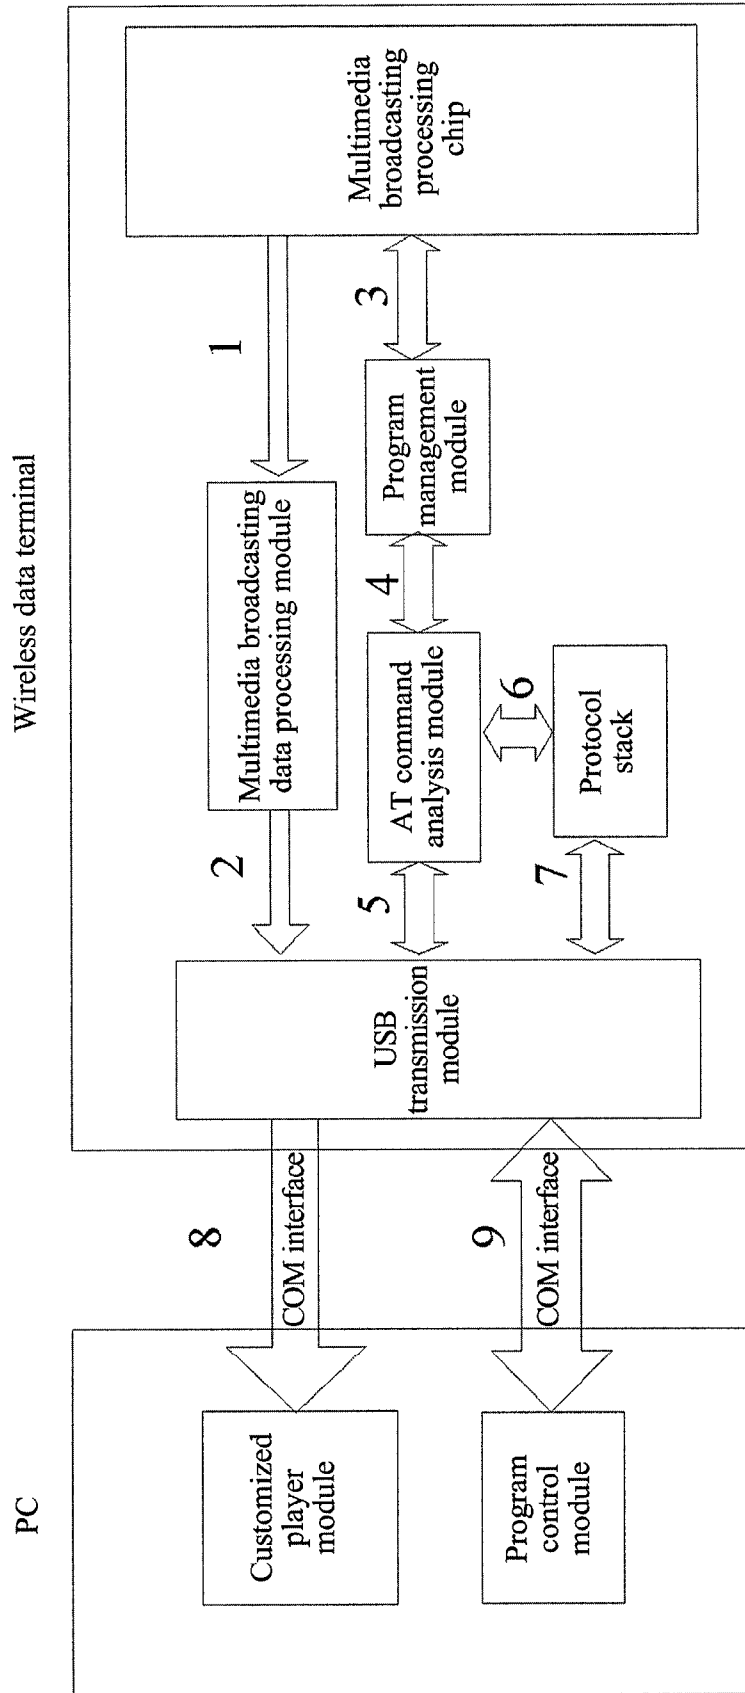 PC
Wireless data terminal
Customized
player
module
8
COM interface
Program
control
module
9
COM interface
USB
transmission
module
2
Multimedia broadcasting
data processing module
1
5
AT command
analysis module
4
Program
management
module
3
7
Protocol
stack
6
Multimedia
broadcasting
processing
chip